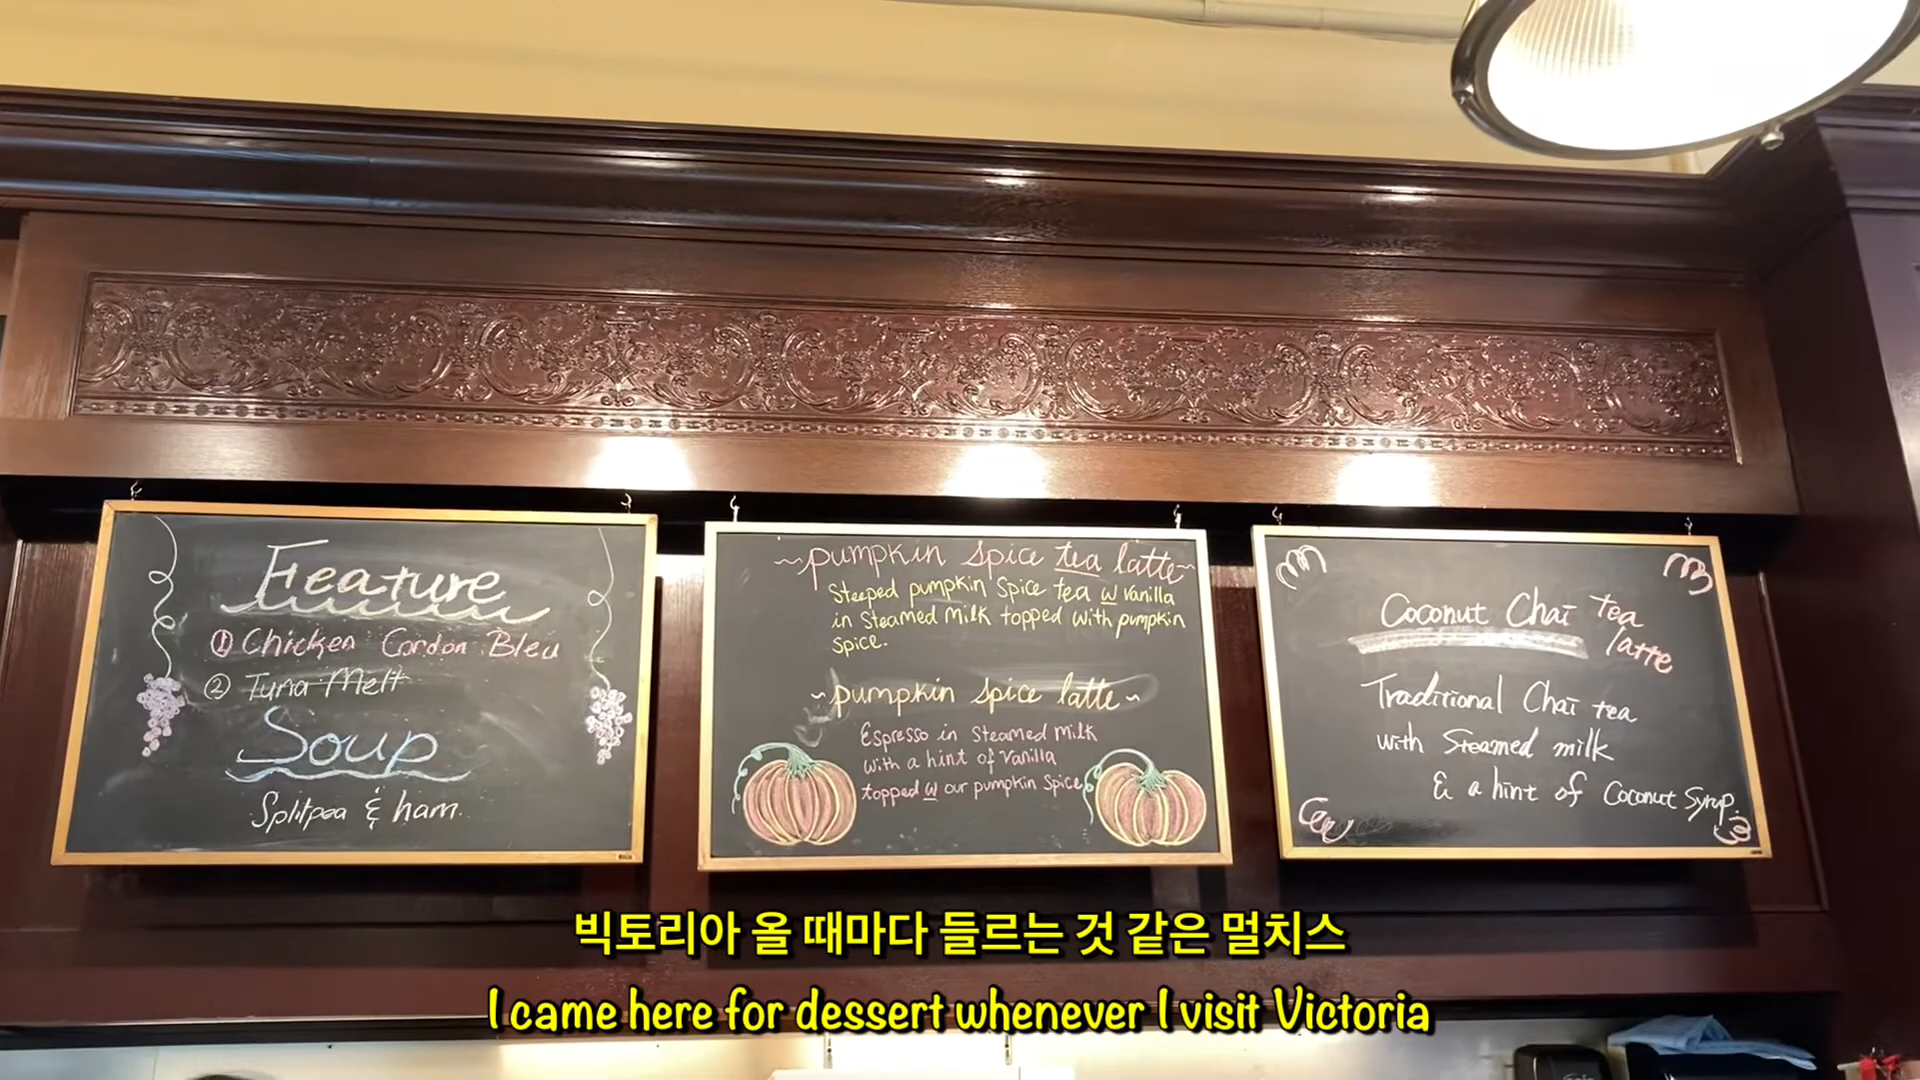 Feature
① Chicken Cordon Bleu
② Tuna Melt
Soup
Splitpea & ham.
~pumpkin spice tea latte~
Steeped pumpkin Spice tea w vanilla
in Steamed Milk topped with pumpkin
Spice.
~pumpkin spice latte~
Espresso in Steamed Milk
with a hint of Vanilla
topped w our pumpkin Spice
Coconut Chai tea
latte
Traditional Chai tea
with Steamed milk
& a hint of Coconut Syrup.
빅토리아 올 때마다 들르는 것 같은 멀치스
I came here for dessert whenever I visit Victoria